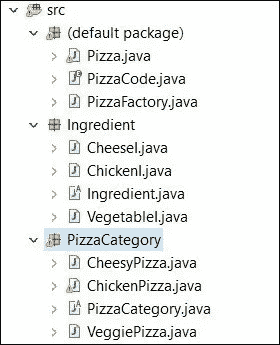 src
(default package)
Pizza.java
PizzaCode.java
PizzaFactory.java
Ingredient
CheeseI.java
ChickenI.java
Ingredient.java
VegetableI.java
PizzaCategory
CheesyPizza.java
ChickenPizza.java
PizzaCategory.java
VeggiePizza.java